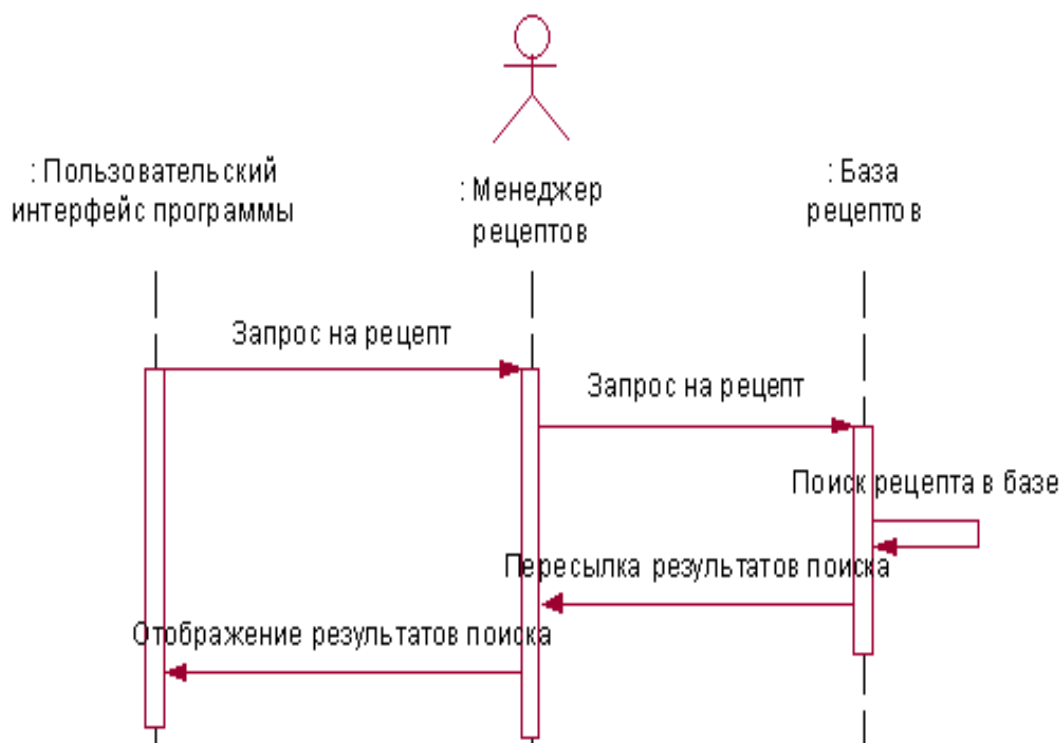 : Пользовательский
интерфейс программы
: Менеджер
рецептов
: База
рецептов
Запрос на рецепт
Запрос на рецепт
Поиск рецепта в базе
Пересылка результатов поиска
Отображение результатов поиска